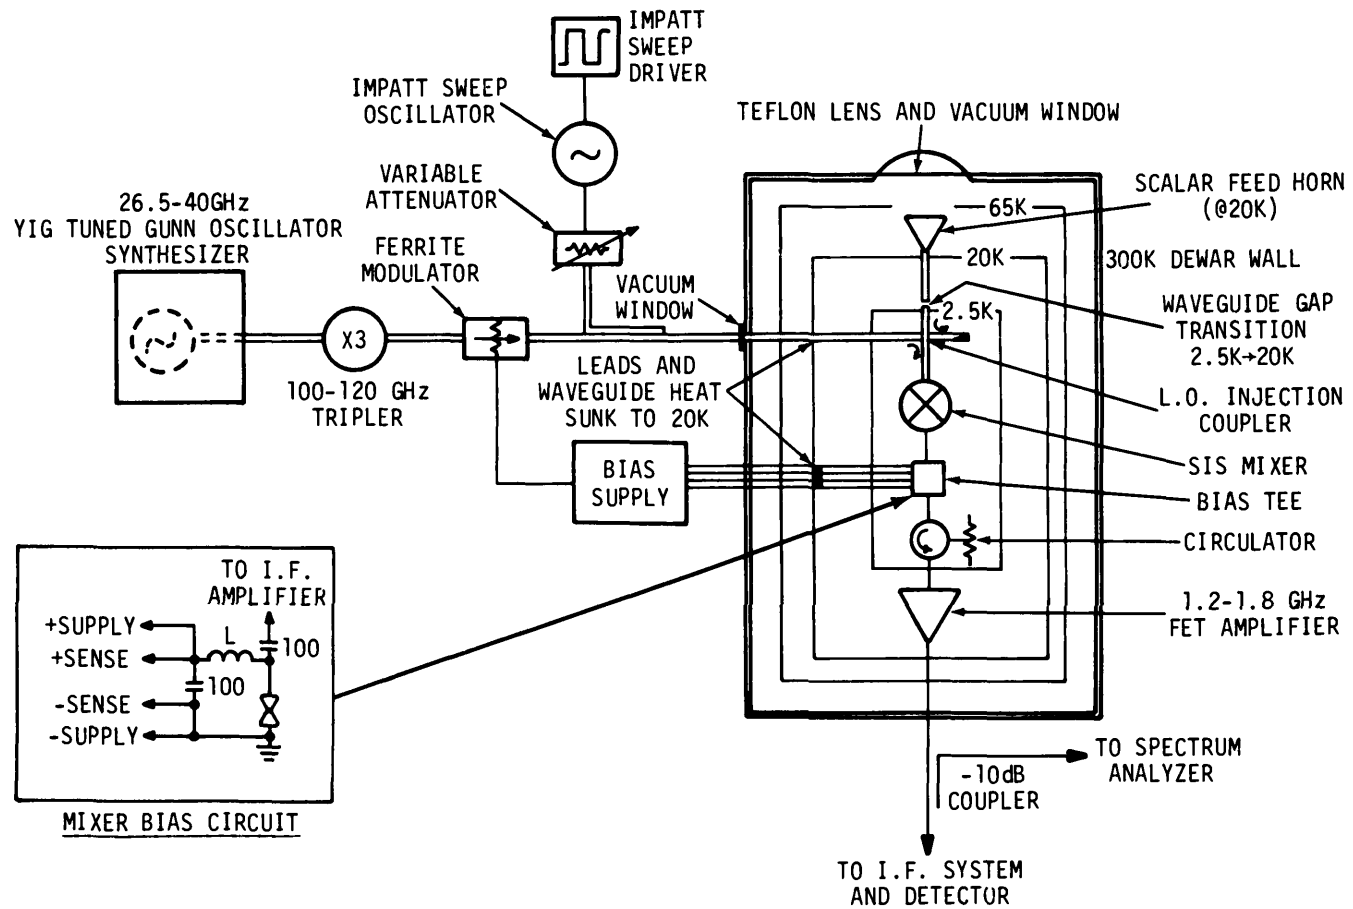 IMPATT
SWEEP
DRIVER
IMPATT SWEEP
OSCILLATOR
VARIABLE
ATTENUATOR
26.5-40GHz
YIG TUNED GUNN OSCILLATOR
SYNTHESIZER
FERRITE
MODULATOR
X3
100-120 GHz
TRIPLER
VACUUM
WINDOW
LEADS AND
WAVEGUIDE HEAT
SUNK TO 20K
BIAS
SUPPLY
TEFLON LENS AND VACUUM WINDOW
65K
20K
2.5K
SCALAR FEED HORN
(@20K)
300K DEWAR WALL
WAVEGUIDE GAP
TRANSITION
2.5K→20K
L.O. INJECTION
COUPLER
SIS MIXER
BIAS TEE
CIRCULATOR
1.2-1.8 GHz
FET AMPLIFIER
TO SPECTRUM
ANALYZER
-10dB
COUPLER
TO I.F. SYSTEM
AND DETECTOR
TO I.F.
AMPLIFIER
+SUPPLY
+SENSE
L
100
100
-SENSE
-SUPPLY
MIXER BIAS CIRCUIT